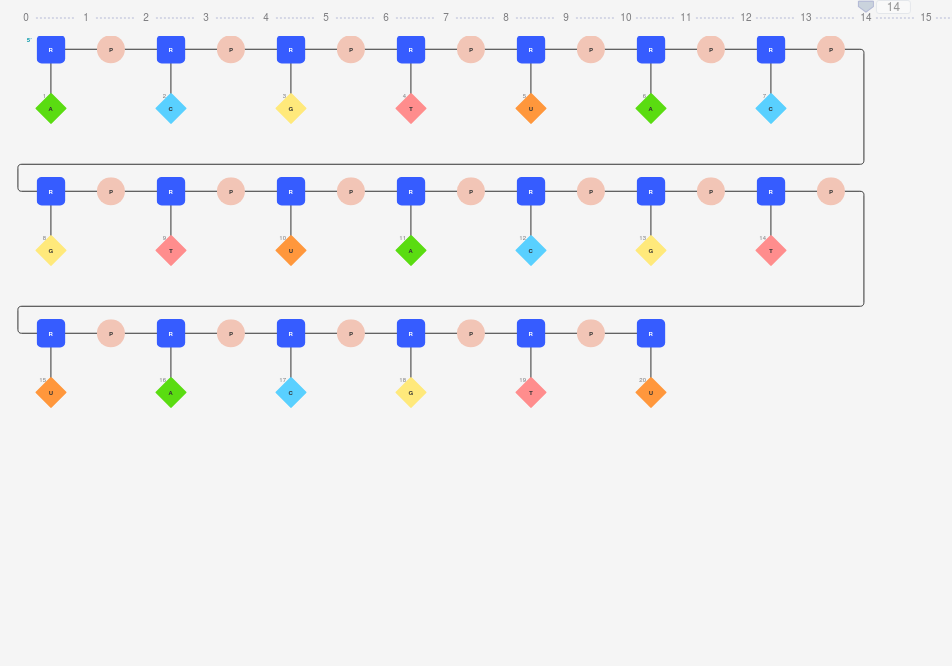 14
0 1 2 3 4 5 6 7 8 9 10 11 12 13 14 15
5'
R P R P R P R P R P R P R P
1 2 3 4 5 6 7
A C G T U A C
R P R P R P R P R P R P R P
8 9 10 11 12 13 14
G T U A C G T
R P R P R P R P R P R
15 16 17 18 19 20
U A C G T U